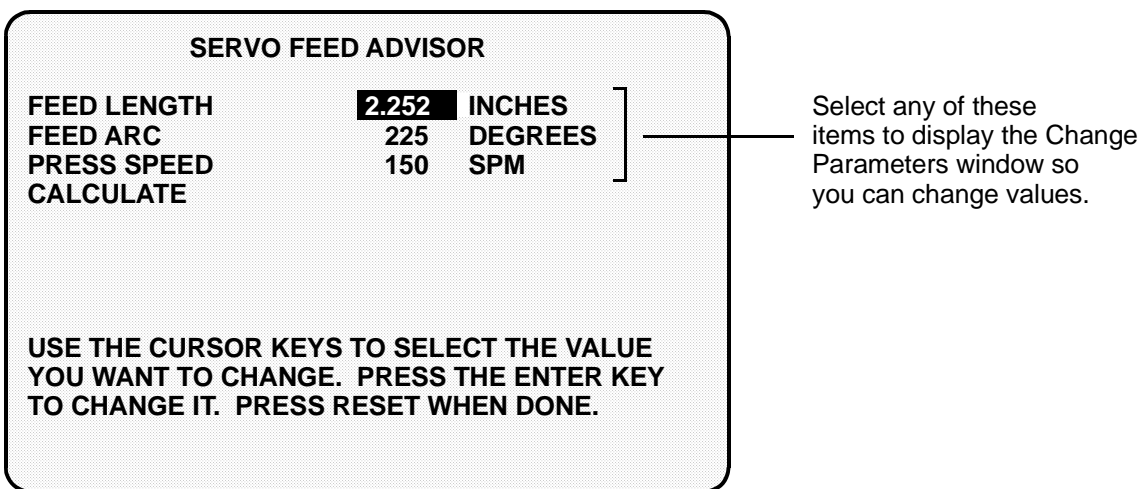 SERVO FEED ADVISOR
FEED LENGTH 2.252 INCHES
FEED ARC 225 DEGREES
PRESS SPEED 150 SPM
CALCULATE
USE THE CURSOR KEYS TO SELECT THE VALUE
YOU WANT TO CHANGE. PRESS THE ENTER KEY
TO CHANGE IT. PRESS RESET WHEN DONE.
Select any of these
items to display the Change
Parameters window so
you can change values.